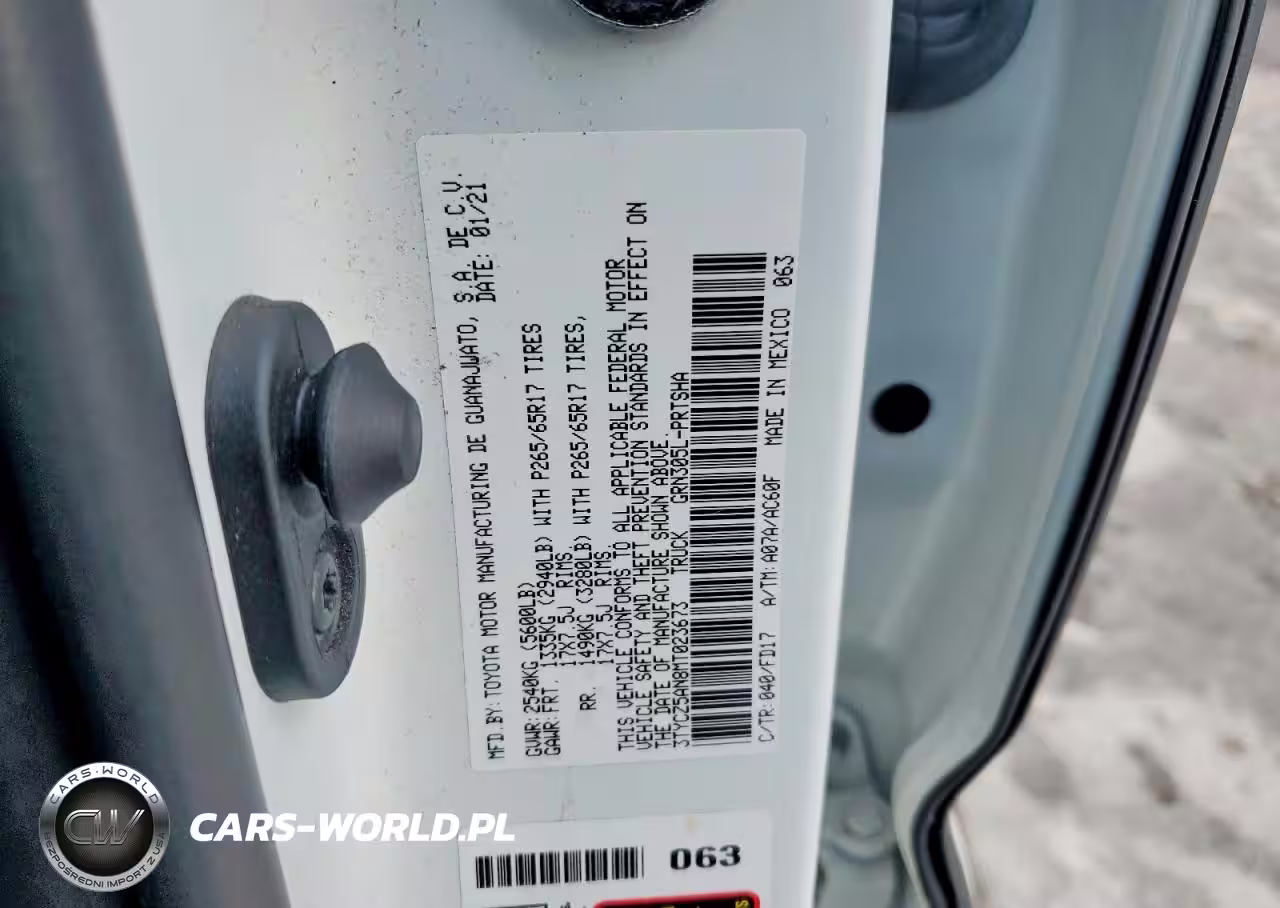 MFD.BY:TOYOTA MOTOR MANUFACTURING DE GUANAJUATO, S.A. DE C.V.
DATE: 01/21
GVWR:2540KG (5600LB)
GAWR:FRT. 1335KG (2940LB) WITH P265/65R17 TIRES
17X7.5J RIMS,
RR. 1490KG (3280LB) WITH P265/65R17 TIRES,
17X7.5J RIMS.
THIS VEHICLE CONFORMS TO ALL APPLICABLE FEDERAL MOTOR
VEHICLE SAFETY AND THEFT PREVENTION STANDARDS IN EFFECT ON
THE DATE OF MANUFACTURE SHOWN ABOVE.
3TYCZ5AN8MT023673 TRUCK GRN305L-PRTSHA
C/TR:040/FD17 A/TM:A07A/AC60F MADE IN MEXICO 063
063
CARS-WORLD
CW
BEZPOŚREDNI IMPORT Z USA
CARS-WORLD.PL